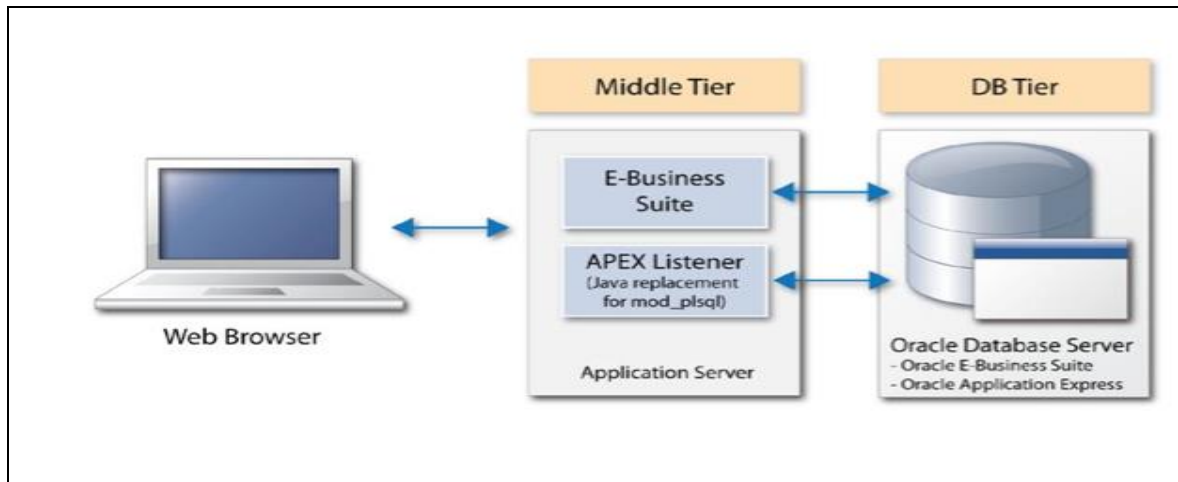 Middle Tier
DB Tier
E-Business
Suite
APEX Listener
(Java replacement
for mod_plsql)
Application Server
Web Browser
Oracle Database Server
- Oracle E-Business Suite
- Oracle Application Express